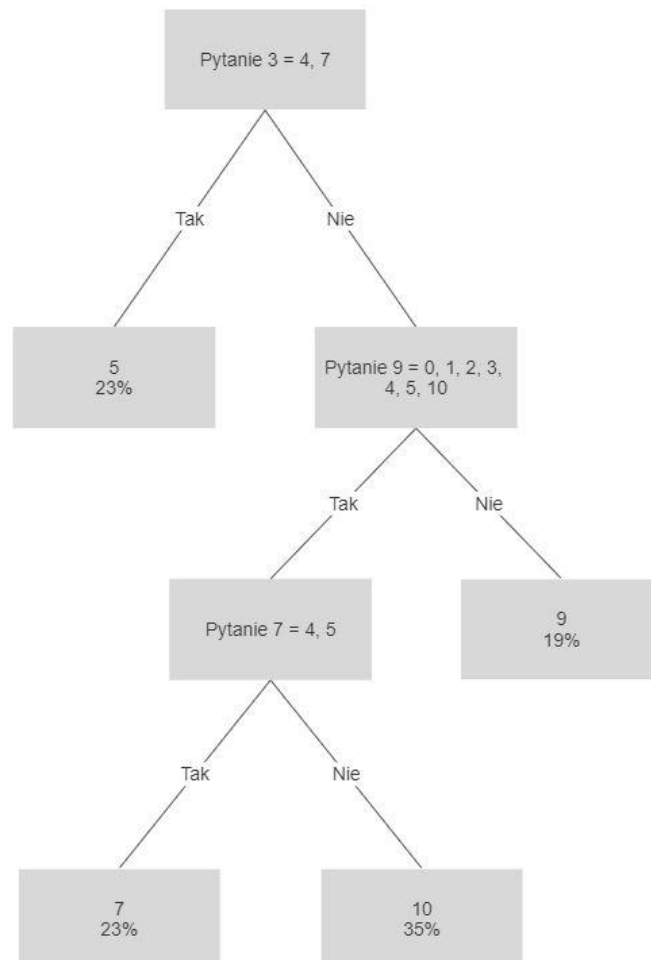 Pytanie 3 = 4, 7
Tak
Nie
5
23%
Pytanie 9 = 0, 1, 2, 3,
4, 5, 10
Tak
Nie
Pytanie 7 = 4, 5
9
19%
Tak
Nie
7
23%
10
35%